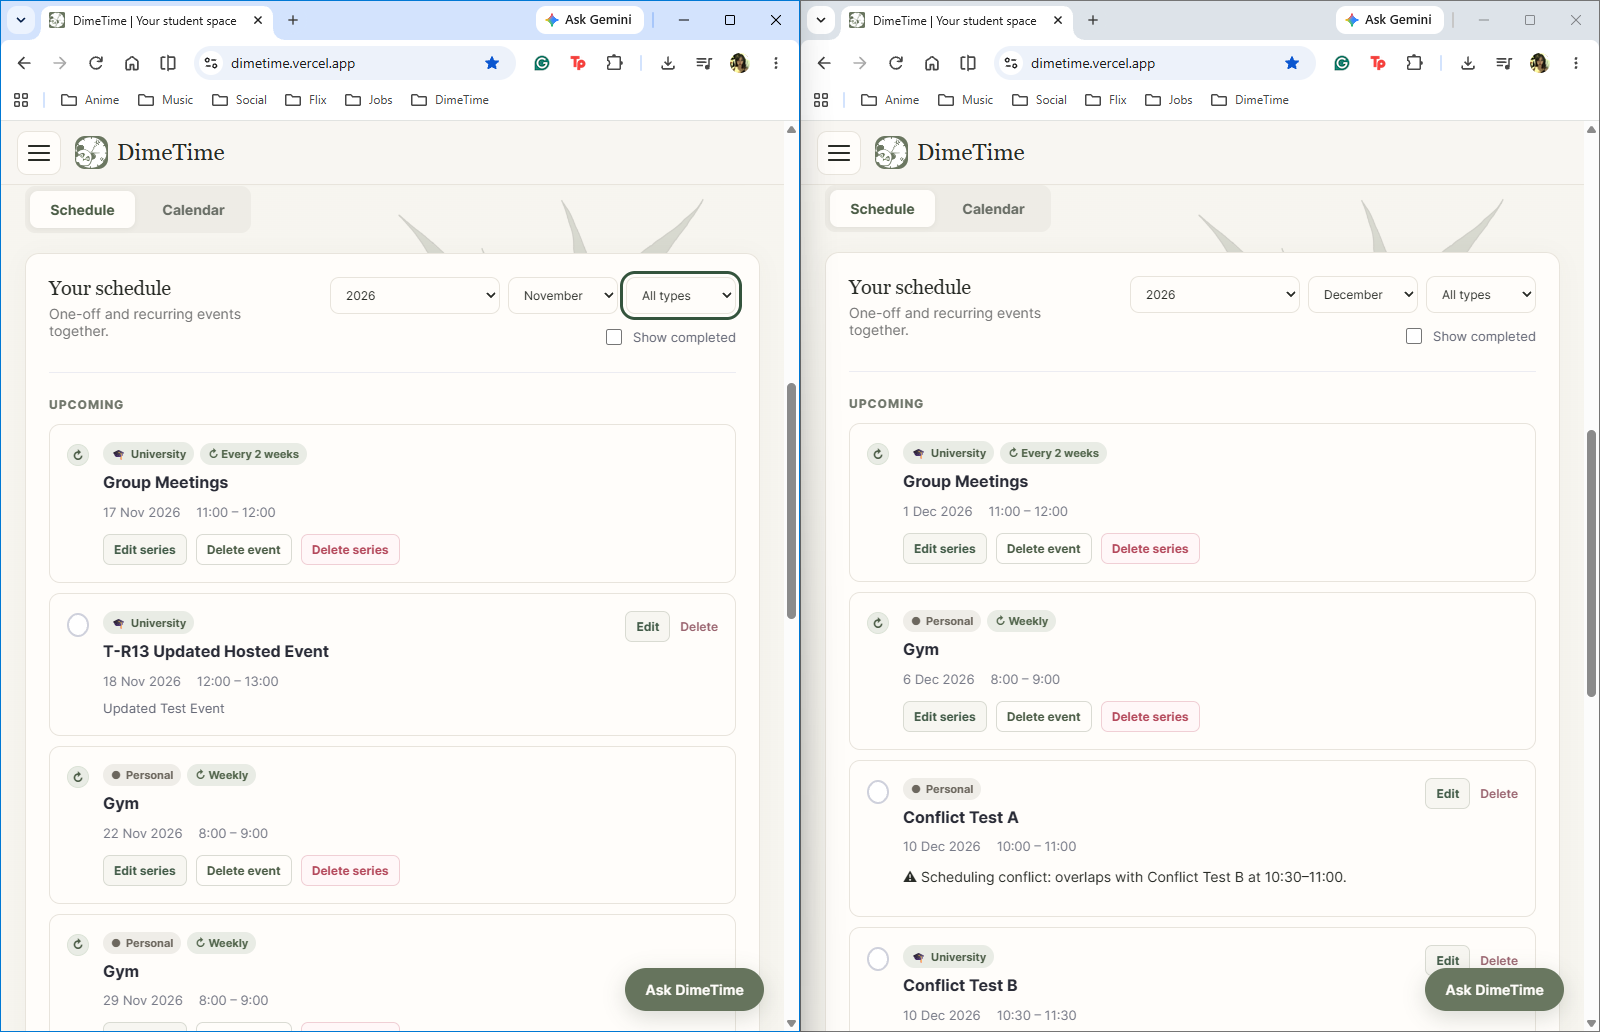 DimeTime | Your student space
Ask Gemini
dimetime.vercel.app
Anime
Music
Social
Flix
Jobs
DimeTime
DimeTime
Schedule
Calendar
Your schedule
One-off and recurring events
together.
2026
November
All types
Show completed
UPCOMING
University
Every 2 weeks
Group Meetings
17 Nov 2026 11:00 – 12:00
Edit series
Delete event
Delete series
University
Edit
Delete
T-R13 Updated Hosted Event
18 Nov 2026 12:00 – 13:00
Updated Test Event
Personal
Weekly
Gym
22 Nov 2026 8:00 – 9:00
Edit series
Delete event
Delete series
Personal
Weekly
Gym
29 Nov 2026 8:00 – 9:00
Ask DimeTime
DimeTime | Your student space
Ask Gemini
dimetime.vercel.app
Tp
Anime
Music
Social
Flix
Jobs
DimeTime
DimeTime
Schedule
Calendar
Your schedule
One-off and recurring events
together.
2026
December
All types
Show completed
UPCOMING
University
Every 2 weeks
Group Meetings
1 Dec 2026 11:00 – 12:00
Edit series
Delete event
Delete series
Personal
Weekly
Gym
6 Dec 2026 8:00 – 9:00
Edit series
Delete event
Delete series
Personal
Edit
Delete
Conflict Test A
10 Dec 2026 10:00 – 11:00
Scheduling conflict: overlaps with Conflict Test B at 10:30–11:00.
University
Edit
Delete
Conflict Test B
10 Dec 2026 10:30 – 11:30
Ask DimeTime